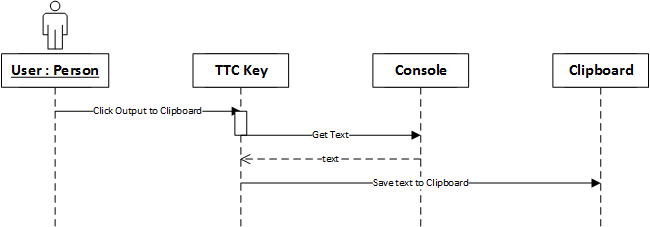 User : Person
TTC Key
Console
Clipboard
Click Output to Clipboard
Get Text
text
Save text to Clipboard